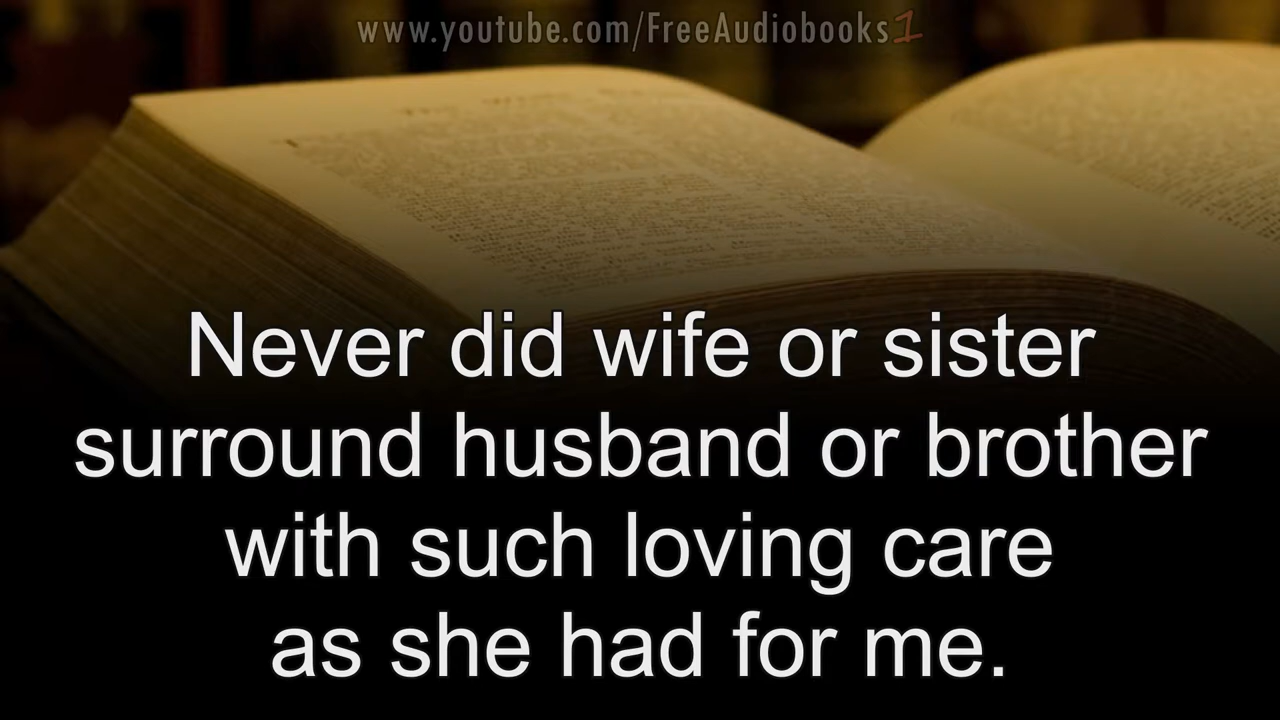 www.youtube.com/FreeAudiobooks1
Never did wife or sister
surround husband or brother
with such loving care
as she had for me.